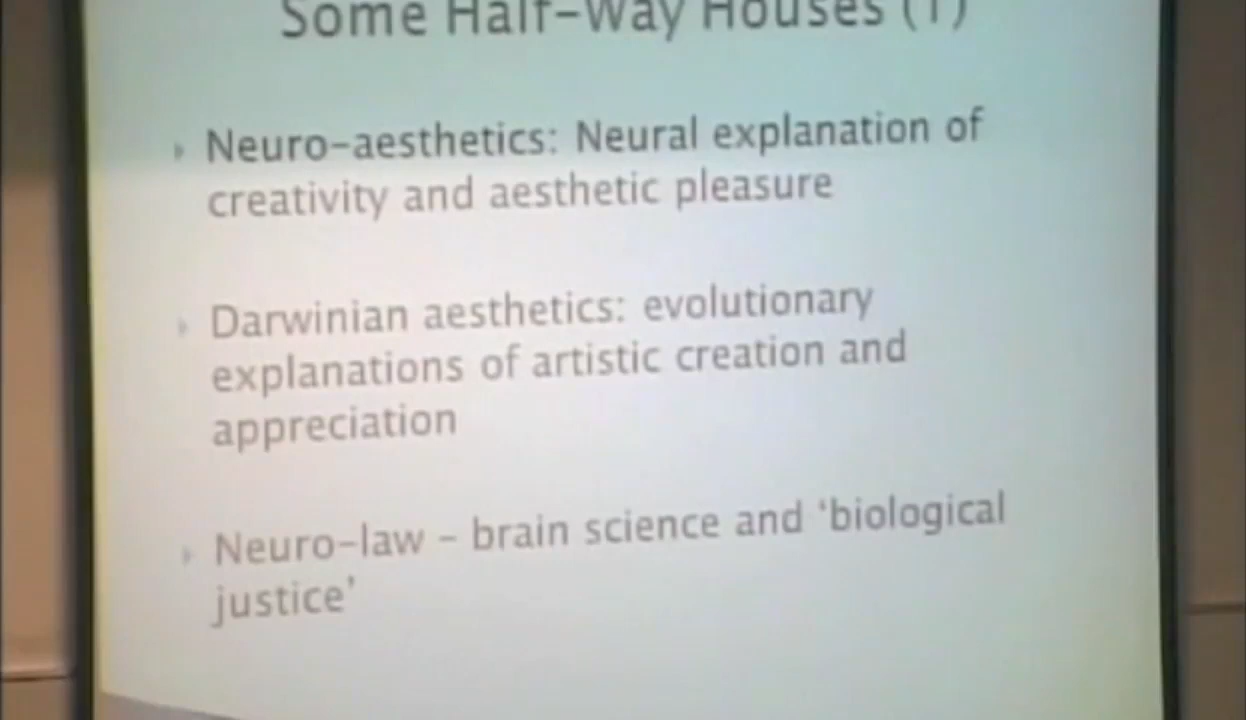 Some Half-Way Houses (1)
Neuro-aesthetics: Neural explanation of
creativity and aesthetic pleasure
Darwinian aesthetics: evolutionary
explanations of artistic creation and
appreciation
Neuro-law - brain science and ‘biological
justice’